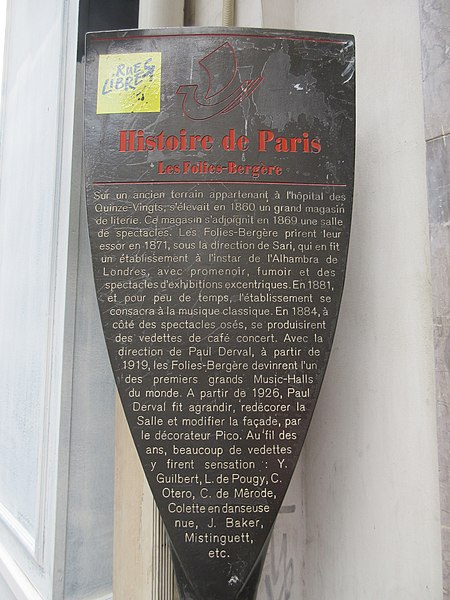 RUES
LIBRES
Histoire de Paris
Les Folies-Bergère
Sur un ancien terrain appartenant à l'hôpital des
Quinze-Vingts, s'élevait en 1860 un grand magasin
de literie. Ce magasin s'adjoignit en 1869 une salle
de spectacles. Les Folies-Bergère prirent leur
essor en 1871, sous la direction de Sari, qui en fit
un établissement à l'instar de l'Alhambra de
Londres, avec promenoir, fumoir et des
spectacles d'exhibitions excentriques. En 1881,
et pour peu de temps, l'établissement se
consacra à la musique classique. En 1884, à
côté des spectacles osés, se produisirent
des vedettes de café concert. Avec la
direction de Paul Derval, à partir de
1919, les Folies-Bergère devinrent l'un
des premiers grands Music-Halls
du monde. A partir de 1926, Paul
Derval fit agrandir, redécorer la
Salle et modifier la façade, par
le décorateur Pico. Au fil des
ans, beaucoup de vedettes
y firent sensation : Y.
Guilbert, L. de Pougy, C.
Otero, C. de Mérode,
Colette en danseuse
nue, J. Baker,
Mistinguett,
etc.